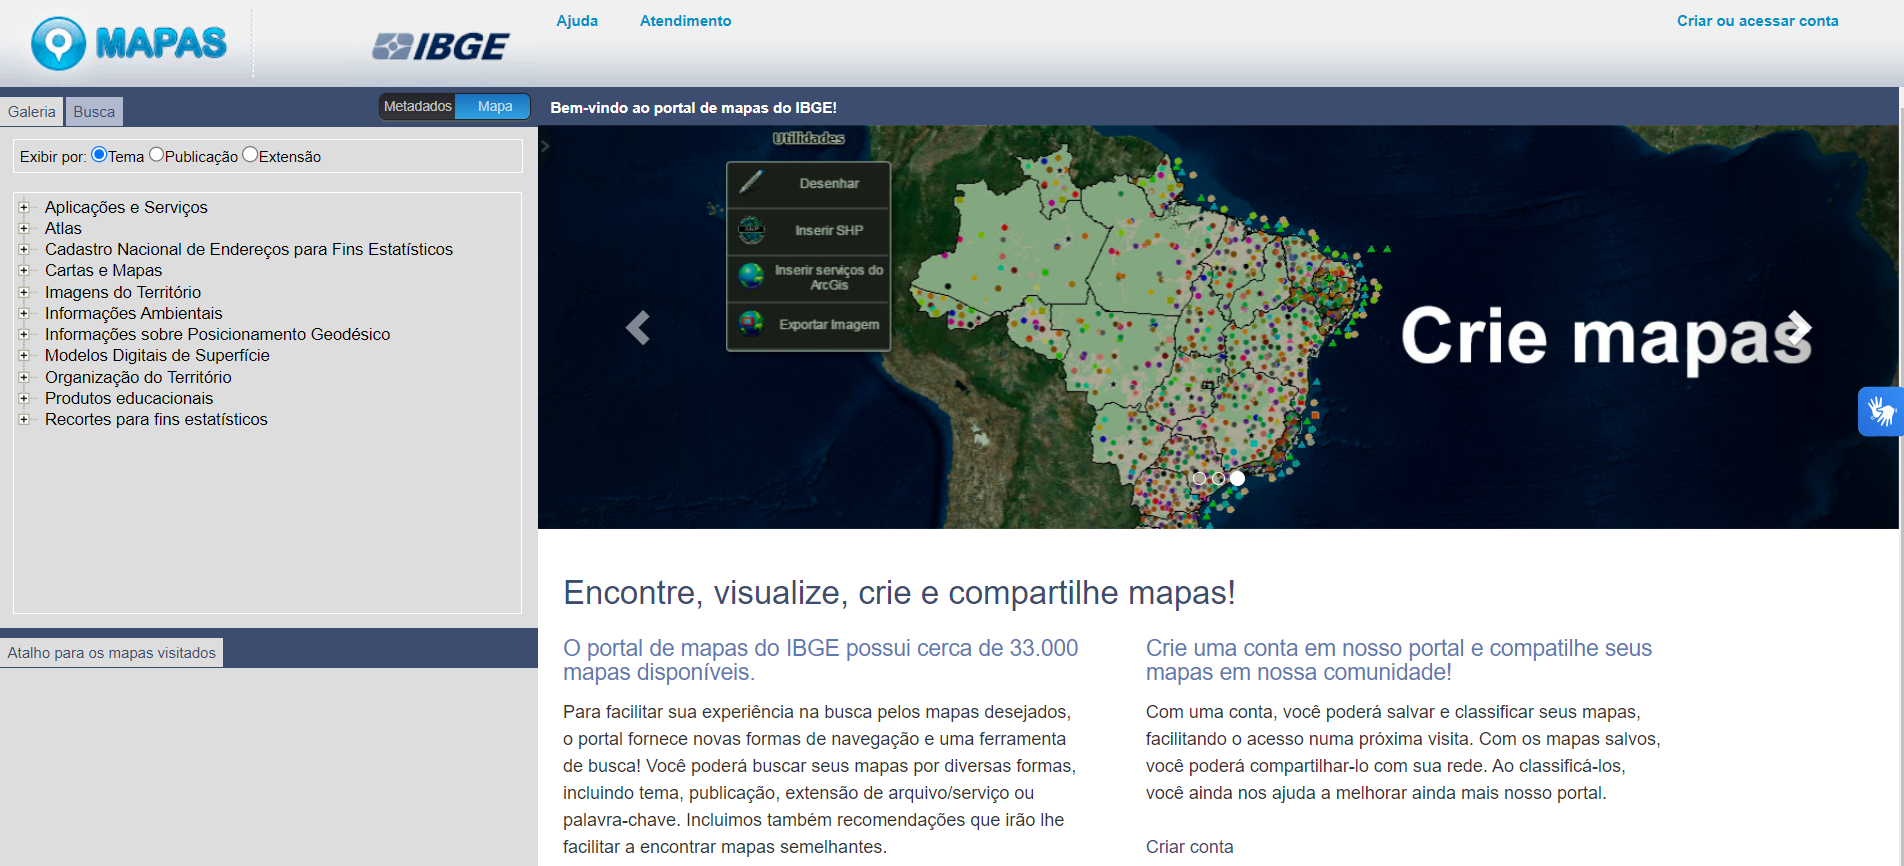 MAPAS
IBGE
Ajuda
Atendimento
Criar ou acessar conta
Galeria
Busca
Metadados
Mapa
Bem-vindo ao portal de mapas do IBGE!
Exibir por: Tema Publicação Extensão
Aplicações e Serviços
Atlas
Cadastro Nacional de Endereços para Fins Estatísticos
Cartas e Mapas
Imagens do Território
Informações Ambientais
Informações sobre Posicionamento Geodésico
Modelos Digitais de Superfície
Organização do Território
Produtos educacionais
Recortes para fins estatísticos
Atalho para os mapas visitados
Utilidades
Desenhar
Inserir SHP
Inserir serviços do
ArcGis
Exportar Imagem
Crie mapas
Encontre, visualize, crie e compartilhe mapas!
O portal de mapas do IBGE possui cerca de 33.000
mapas disponíveis.
Para facilitar sua experiência na busca pelos mapas desejados,
o portal fornece novas formas de navegação e uma ferramenta
de busca! Você poderá buscar seus mapas por diversas formas,
incluindo tema, publicação, extensão de arquivo/serviço ou
palavra-chave. Incluimos também recomendações que irão lhe
facilitar a encontrar mapas semelhantes.
Crie uma conta em nosso portal e compatilhe seus
mapas em nossa comunidade!
Com uma conta, você poderá salvar e classificar seus mapas,
facilitando o acesso numa próxima visita. Com os mapas salvos,
você poderá compartilhar-lo com sua rede. Ao classificá-los,
você ainda nos ajuda a melhorar ainda mais nosso portal.
Criar conta